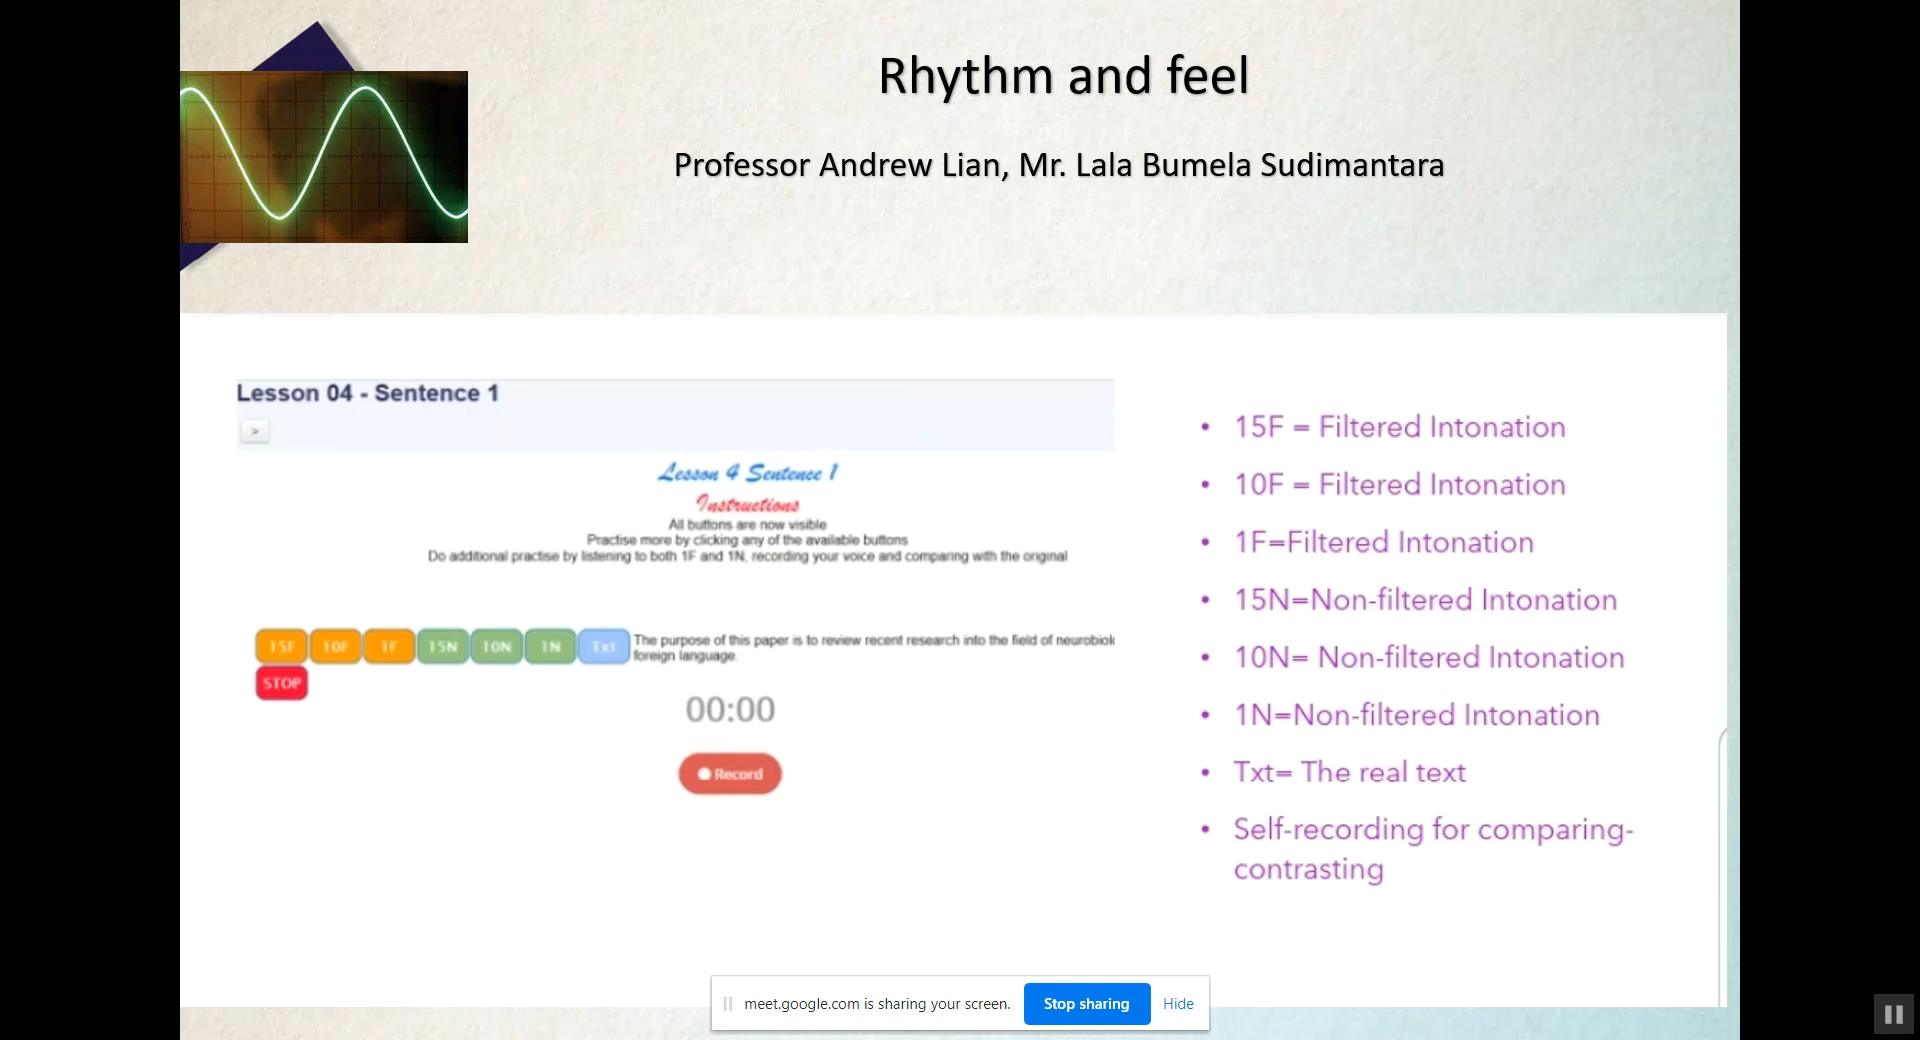 Rhythm and feel
Professor Andrew Lian, Mr. Lala Bumela Sudimantara
Lesson 04 - Sentence 1
>
Lesson 4 Sentence 1
Instructions
All buttons are now visible
Practise more by clicking any of the available buttons
Do additional practise by listening to both 1F and 1N, recording your voice and comparing with the original
15F 10F 1F 15N 10N 1N Txt The purpose of this paper is to review recent research into the field of neurobiok
foreign language.
STOP
00:00
Record
• 15F = Filtered Intonation
• 10F = Filtered Intonation
• 1F=Filtered Intonation
• 15N=Non-filtered Intonation
• 10N= Non-filtered Intonation
• 1N=Non-filtered Intonation
• Txt= The real text
• Self-recording for comparing-
contrasting
meet.google.com is sharing your screen. Stop sharing Hide